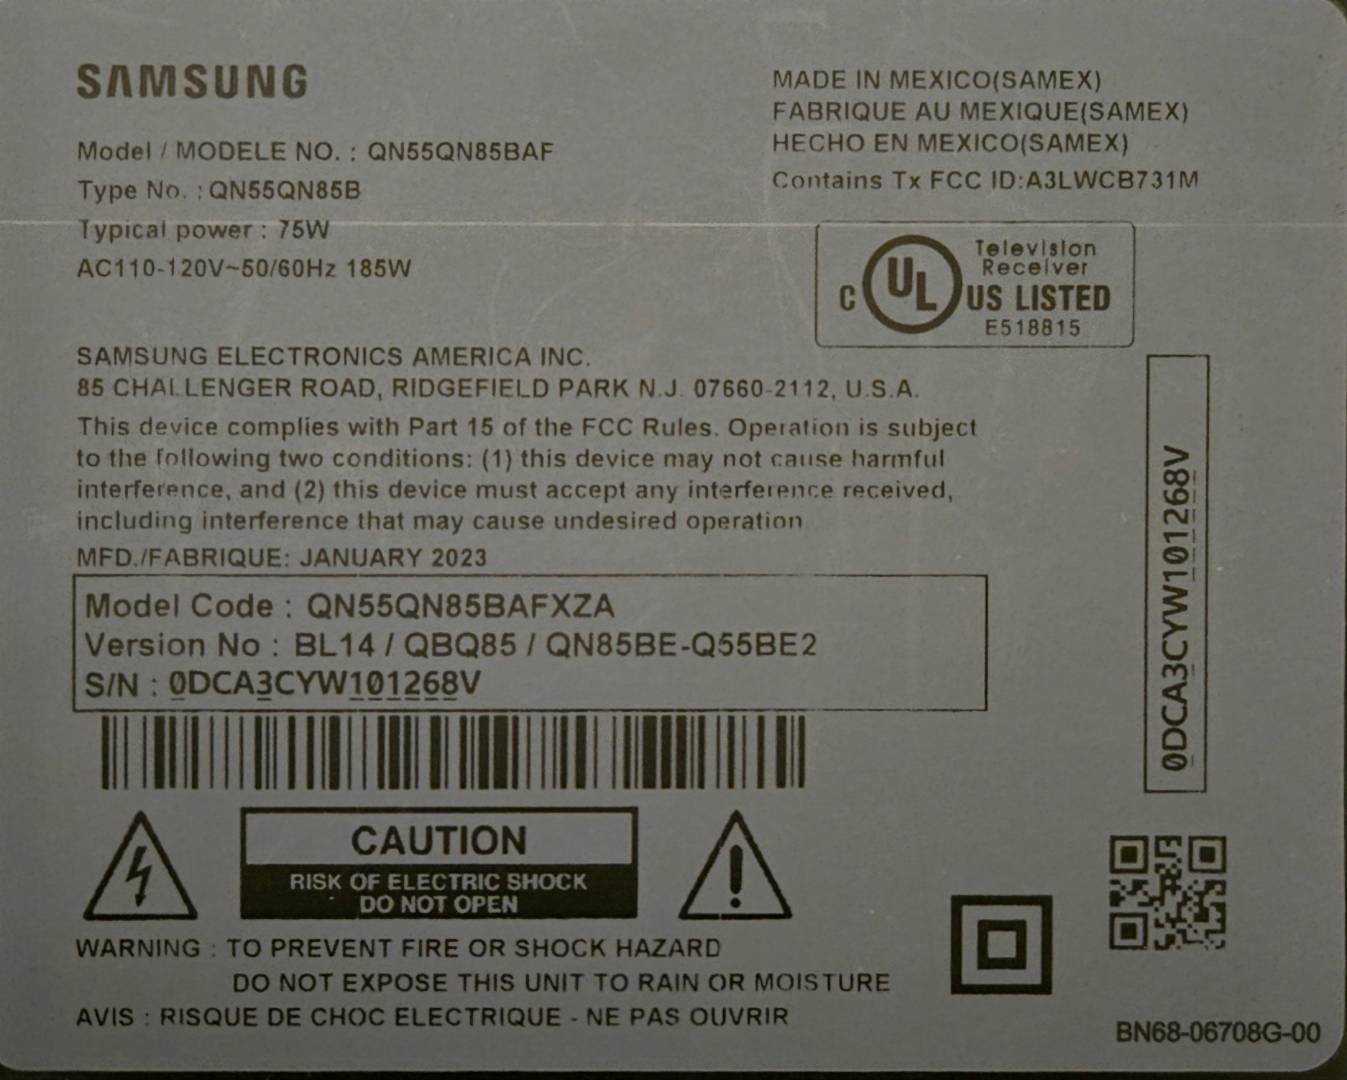 SAMSUNG
Model / MODELE NO. : QN55QN85BAF
Type No. : QN55QN85B
Typical power : 75W
AC110-120V~50/60Hz 185W
MADE IN MEXICO(SAMEX)
FABRIQUE AU MEXIQUE(SAMEX)
HECHO EN MEXICO(SAMEX)
Contains Tx FCC ID:A3LWCB731M
C UL US LISTED
Television
Receiver
E518815
SAMSUNG ELECTRONICS AMERICA INC.
85 CHALLENGER ROAD, RIDGEFIELD PARK N.J. 07660-2112, U.S.A.
This device complies with Part 15 of the FCC Rules. Operation is subject
to the following two conditions: (1) this device may not cause harmful
interference, and (2) this device must accept any interference received,
including interference that may cause undesired operation
MFD./FABRIQUE: JANUARY 2023
Model Code : QN55QN85BAFXZA
Version No : BL14 / QBQ85 / QN85BE-Q55BE2
S/N : 0DCA3CYW101268V
0DCA3CYW101268V
CAUTION
RISK OF ELECTRIC SHOCK
DO NOT OPEN
WARNING : TO PREVENT FIRE OR SHOCK HAZARD
DO NOT EXPOSE THIS UNIT TO RAIN OR MOISTURE
AVIS : RISQUE DE CHOC ELECTRIQUE - NE PAS OUVRIR
BN68-06708G-00